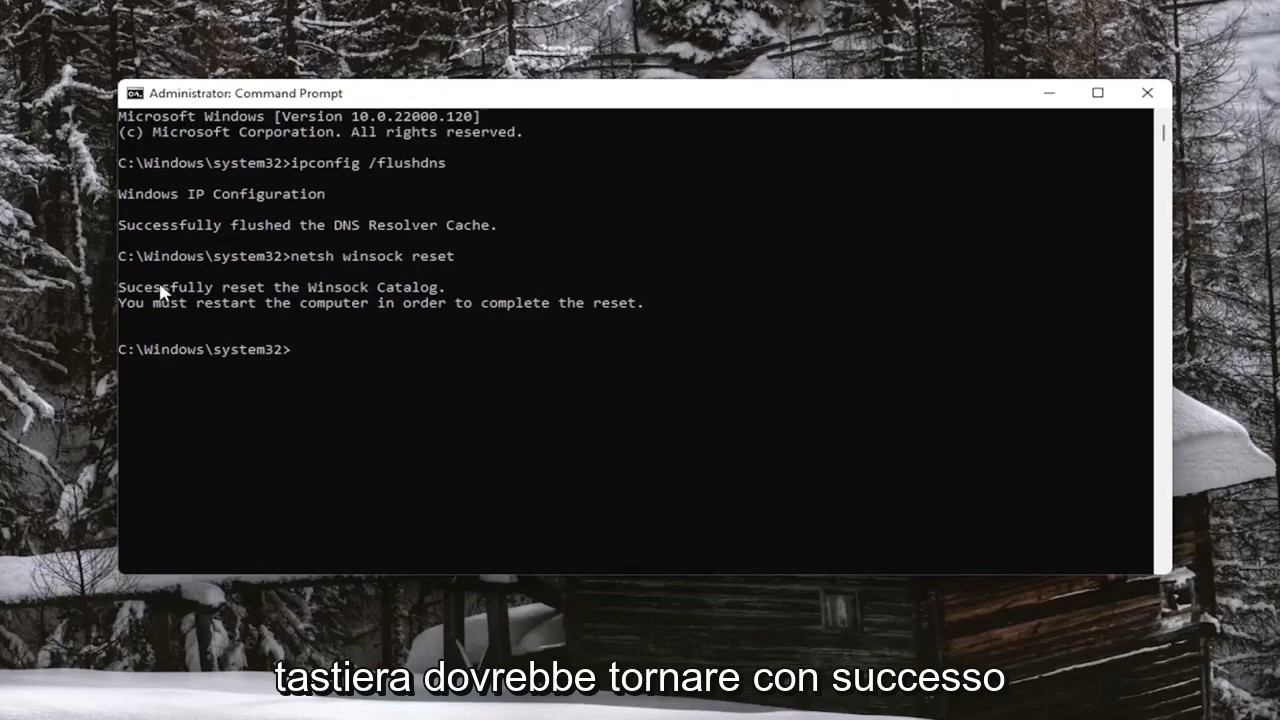 Administrator: Command Prompt
Microsoft Windows [Version 10.0.22000.120]
(c) Microsoft Corporation. All rights reserved.
C:\Windows\system32>ipconfig /flushdns
Windows IP Configuration
Successfully flushed the DNS Resolver Cache.
C:\Windows\system32>netsh winsock reset
Sucessfully reset the Winsock Catalog.
You must restart the computer in order to complete the reset.
C:\Windows\system32>
tastiera dovrebbe tornare con successo